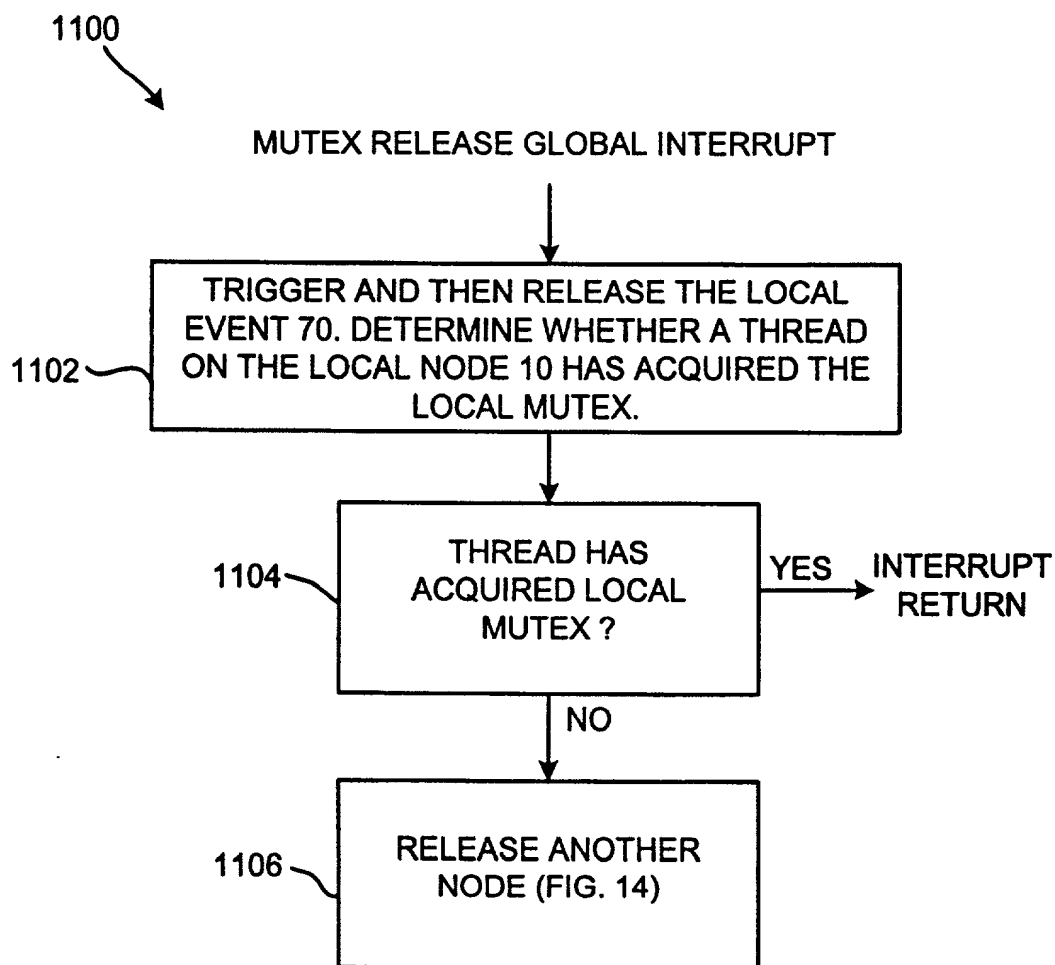 1100
MUTEX RELEASE GLOBAL INTERRUPT
TRIGGER AND THEN RELEASE THE LOCAL
EVENT 70. DETERMINE WHETHER A THREAD
ON THE LOCAL NODE 10 HAS ACQUIRED THE
LOCAL MUTEX.
1102
THREAD HAS
ACQUIRED LOCAL
MUTEX ?
1104
YES
INTERRUPT
RETURN
NO
RELEASE ANOTHER
NODE (FIG. 14)
1106